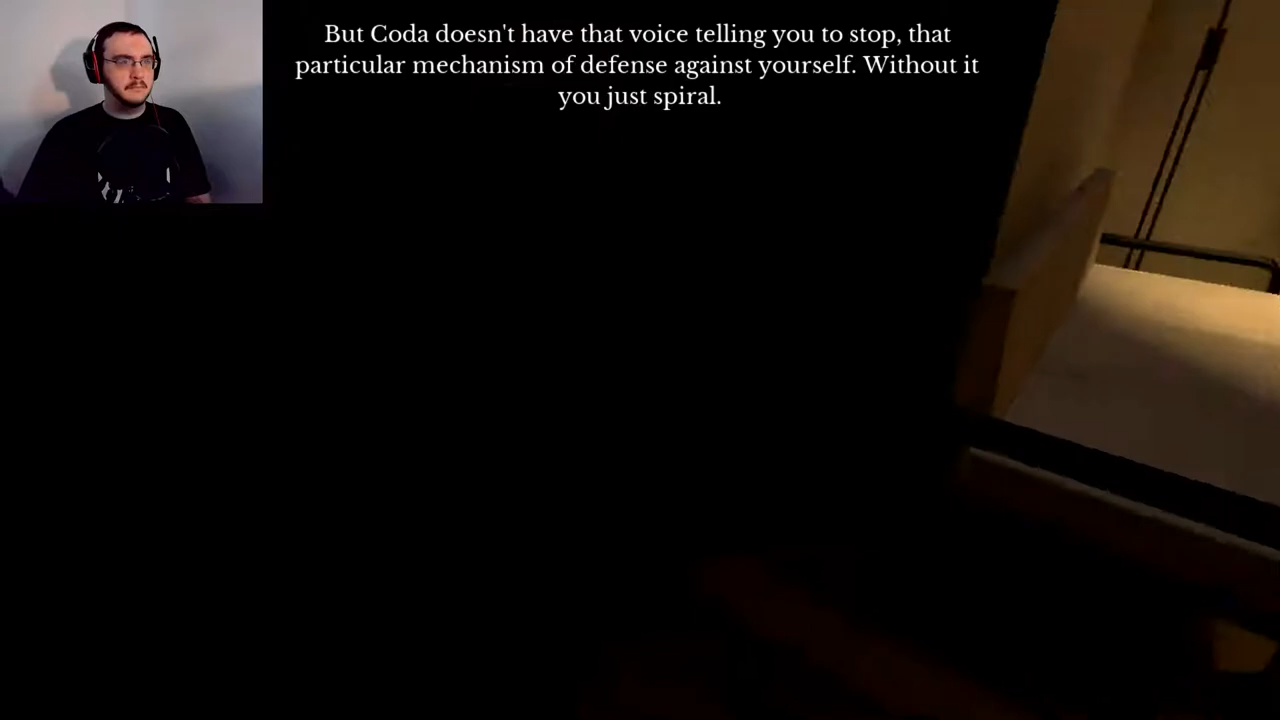 But Coda doesn't have that voice telling you to stop, that
particular mechanism of defense against yourself. Without it
you just spiral.